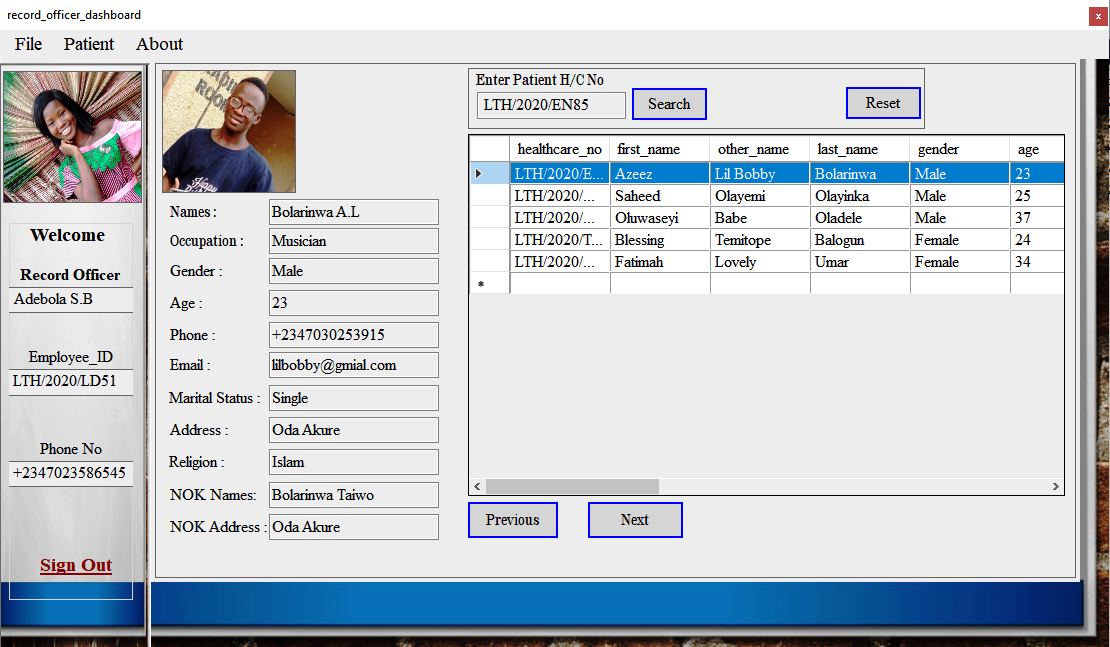 record_officer_dashboard
x
File Patient About
Welcome
Record Officer
Adebola S.B
Employee_ID
LTH/2020/LD51
Phone No
+2347023586545
Sign Out
ROO
Happy
Names : Bolarinwa A.L
Occupation : Musician
Gender : Male
Age : 23
Phone : +2347030253915
Email : lilbobby@gmial.com
Marital Status : Single
Address : Oda Akure
Religion : Islam
NOK Names: Bolarinwa Taiwo
NOK Address : Oda Akure
Enter Patient H/C No
LTH/2020/EN85 Search Reset
healthcare_no first_name other_name last_name gender age
LTH/2020/E... Azeez Lil Bobby Bolarinwa Male 23
LTH/2020/... Saheed Olayemi Olayinka Male 25
LTH/2020/... Oluwaseyi Babe Oladele Male 37
LTH/2020/T... Blessing Temitope Balogun Female 24
LTH/2020/... Fatimah Lovely Umar Female 34
*
Previous Next